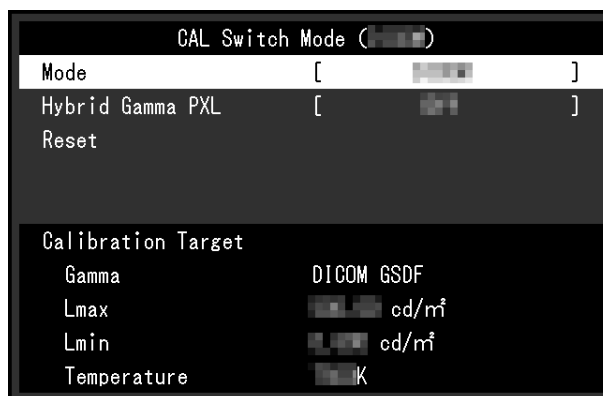 CAL Switch Mode ( )
Mode [ ]
Hybrid Gamma PXL [ ]
Reset
Calibration Target
Gamma DICOM GSDF
Lmax cd/㎡
Lmin cd/㎡
Temperature K